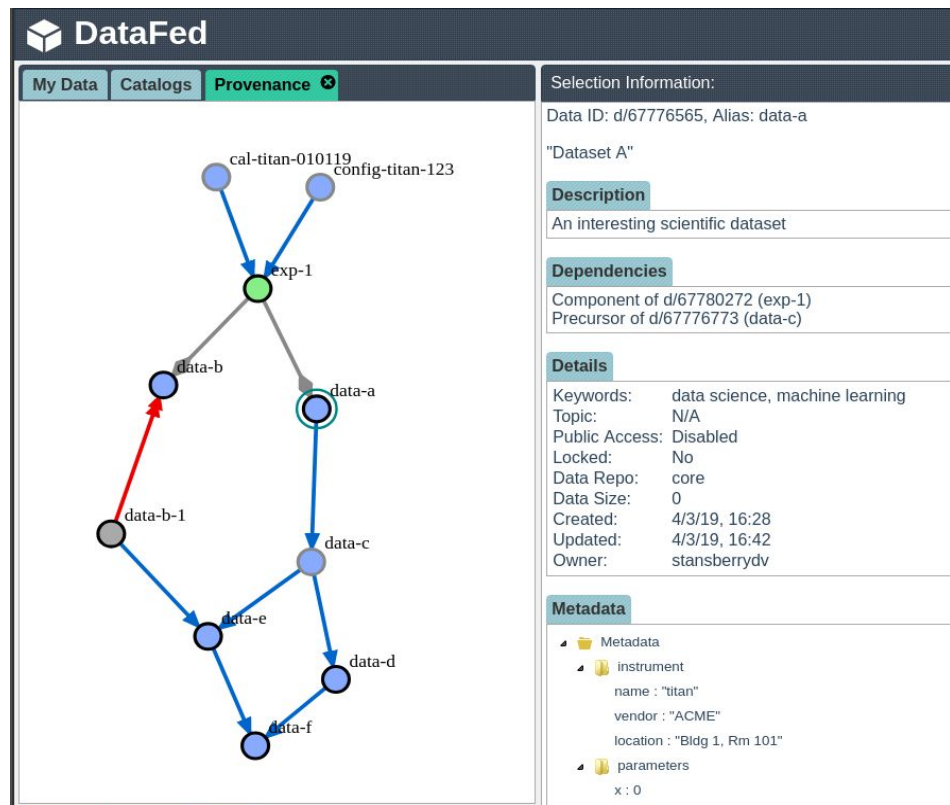 DataFed
My Data Catalogs Provenance
cal-titan-010119
config-titan-123
exp-1
data-b
data-a
data-b-1
data-c
data-e
data-d
data-f
Selection Information:
Data ID: d/67776565, Alias: data-a
"Dataset A"
Description
An interesting scientific dataset
Dependencies
Component of d/67780272 (exp-1)
Precursor of d/67776773 (data-c)
Details
Keywords: data science, machine learning
Topic: N/A
Public Access: Disabled
Locked: No
Data Repo: core
Data Size: 0
Created: 4/3/19, 16:28
Updated: 4/3/19, 16:42
Owner: stansberrydv
Metadata
Metadata
instrument
name : "titan"
vendor : "ACME"
location : "Bldg 1, Rm 101"
parameters
x : 0